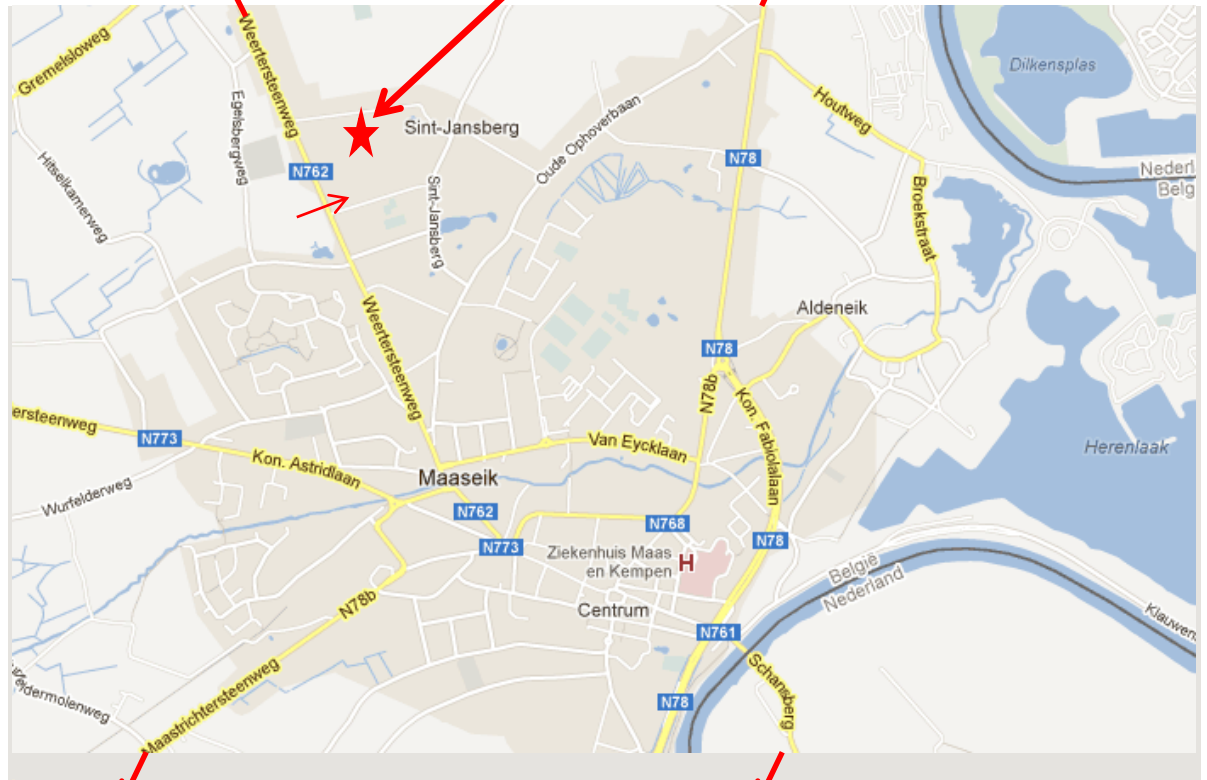 Gremelsloweg
Weertersteenweg
Dilkensplas
Egelsbergweg
Houtweg
Oude Ophoverbaan
Sint-Jansberg
N78
N762
Hitselkamerweg
Sint-Jansberg
Broekstraat
Nederl
Belg
Weertersteenweg
Aldeneik
N78
N78b
Kon. Fabiolalaan
ersteenweg
N773
Van Eycklaan
Herenlaak
Kon. Astridlaan
Maaseik
Wurfelderweg
N762
N768
N773
N78
Ziekenhuis Maas
en Kempen
H
België
Nederland
Centrum
N78b
N761
Klauwen
Schansberg
eldermolenweg
N78
Maastrichtersteenweg